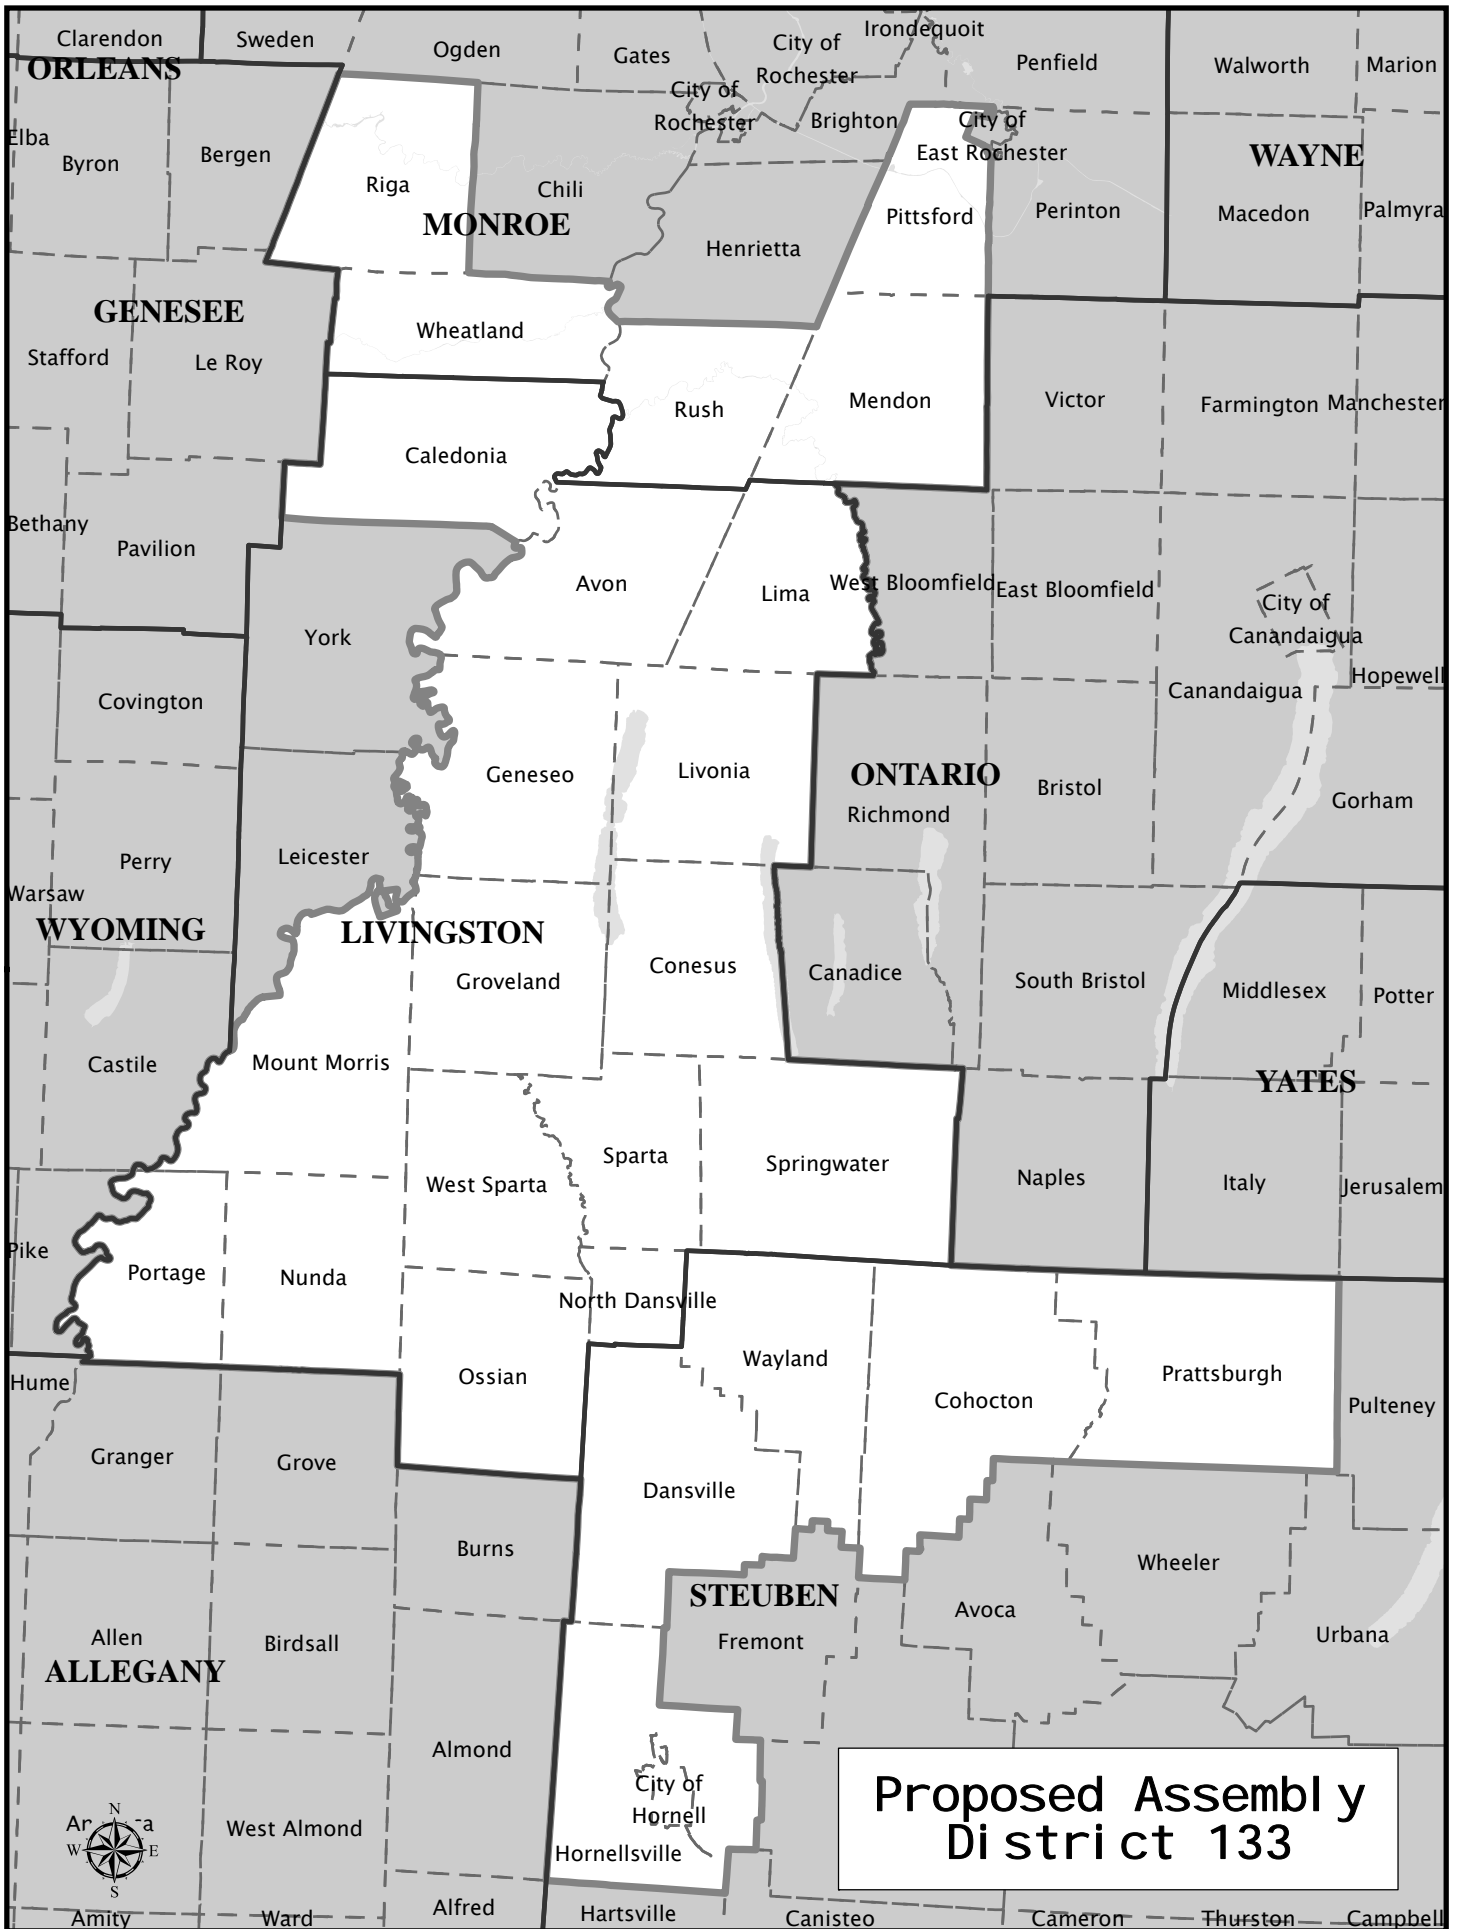 Clarendon
Sweden
Ogden
Gates
City of
Rochester
Irondequoit
Penfield
Walworth
Marion
ORLEANS
City of
Rochester
Brighton
City of
East Rochester
WAYNE
Elba
Byron
Bergen
Riga
Chili
MONROE
Henrietta
Pittsford
Perinton
Macedon
Palmyra
GENESEE
Stafford
Le Roy
Wheatland
Rush
Mendon
Victor
Farmington
Manchester
Caledonia
Bethany
Pavilion
Avon
Lima
West Bloomfield
East Bloomfield
City of
Canandaigua
York
Covington
Canandaigua
Hopewell
Geneseo
Livonia
ONTARIO
Richmond
Bristol
Gorham
Perry
Leicester
Warsaw
WYOMING
LIVINGSTON
Groveland
Conesus
Canadice
South Bristol
Middlesex
Potter
Castile
Mount Morris
YATES
West Sparta
Sparta
Springwater
Naples
Italy
Jerusalem
Pike
Portage
Nunda
North Dansville
Wayland
Cohocton
Prattsburgh
Pulteney
Hume
Ossian
Granger
Grove
Dansville
Burns
Wheeler
STEUBEN
Fremont
Avoca
Urbana
Allen
Birdsall
ALLEGANY
Almond
City of
Hornell
Hornellsville
West Almond
N
W
E
S
Proposed Assembly
District 133
Amity
Ward
Alfred
Hartsville
Canisteo
Cameron
Thurston
Campbell